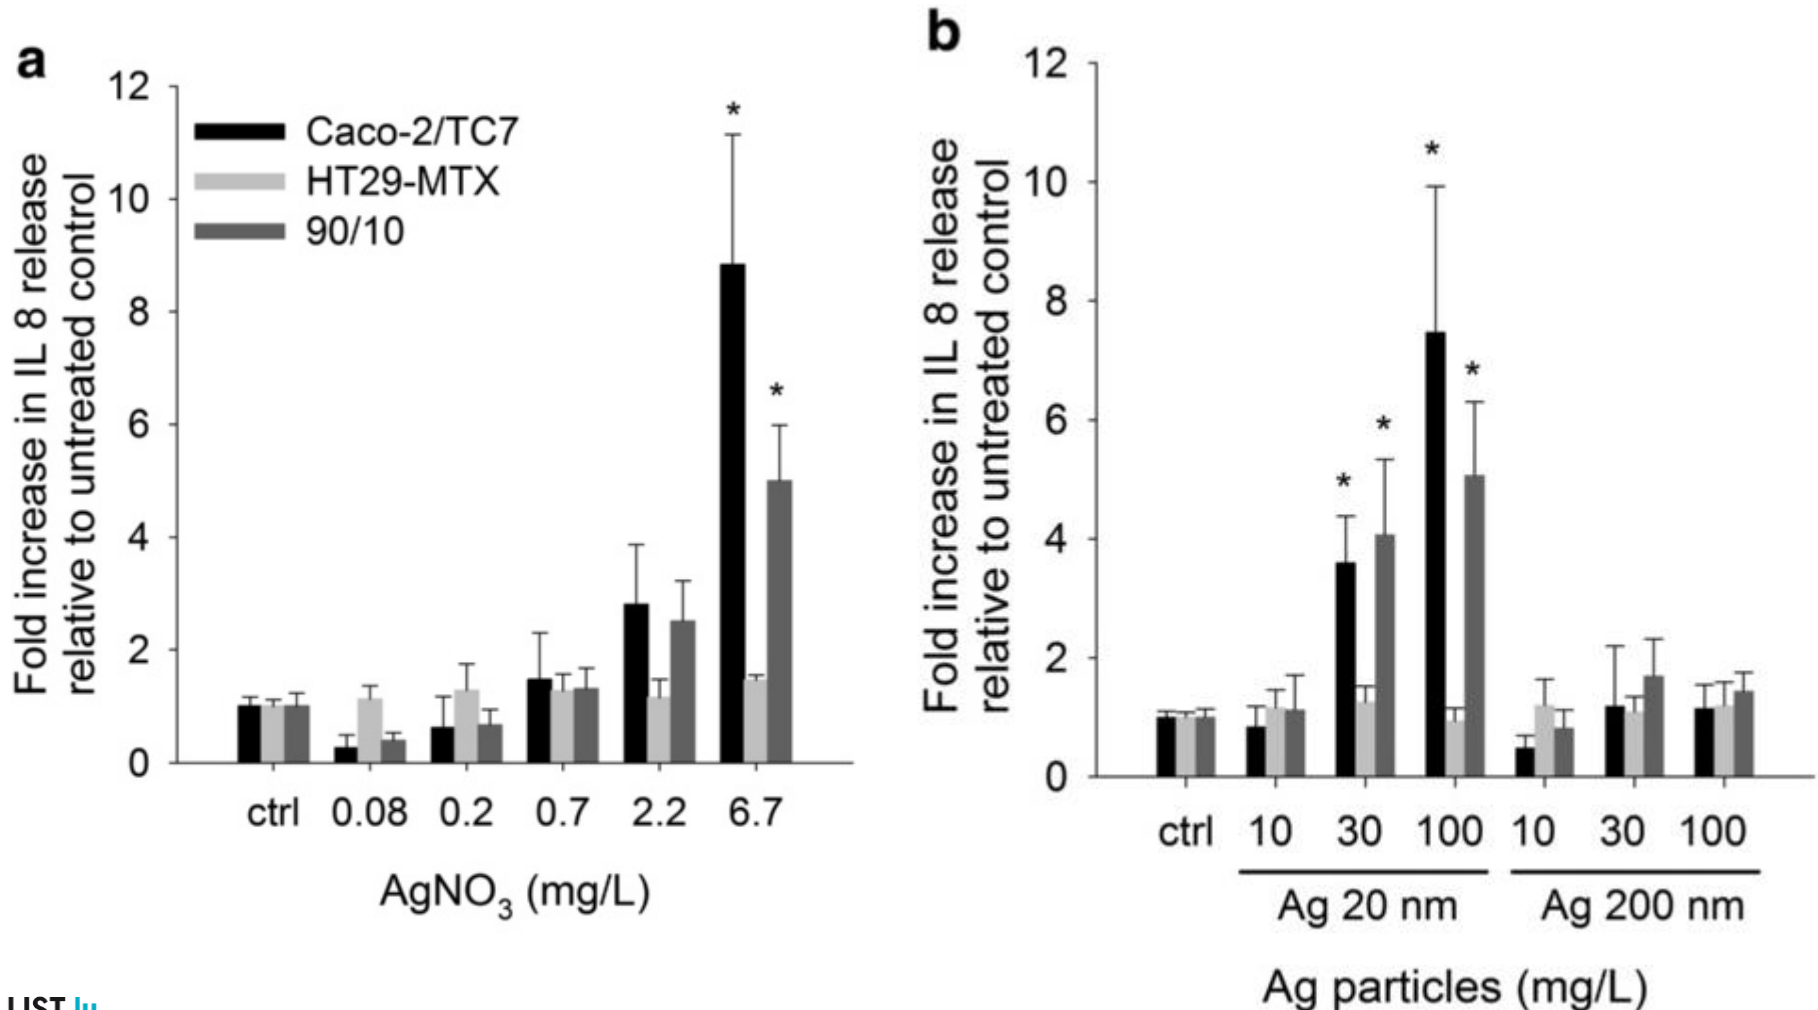 a
Fold increase in IL 8 release
relative to untreated control
12
10
8
6
4
2
0
Caco-2/TC7
HT29-MTX
90/10
*
*
ctrl 0.08 0.2 0.7 2.2 6.7
AgNO3 (mg/L)
b
Fold increase in IL 8 release
relative to untreated control
12
10
8
6
4
2
0
*
*
*
*
ctrl 10 30 100 10 30 100
Ag 20 nm Ag 200 nm
Ag particles (mg/L)
LIST.lu